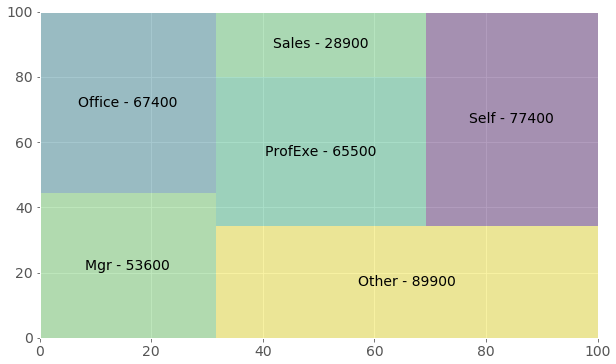 100
80
60
40
20
0
Sales - 28900
Office - 67400
Self - 77400
ProfExe - 65500
Mgr - 53600
Other - 89900
0 20 40 60 80 100